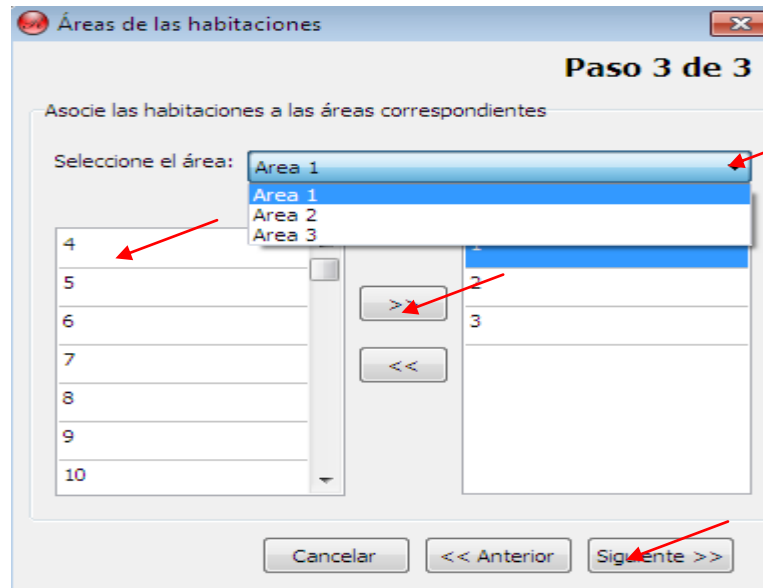 Áreas de las habitaciones
Paso 3 de 3
Asocie las habitaciones a las áreas correspondientes
Seleccione el área:
Area 1
Area 1
Area 2
Area 3
4
5
6
7
8
9
10
>>
<<
1
2
3
Cancelar
<< Anterior
Siguiente >>